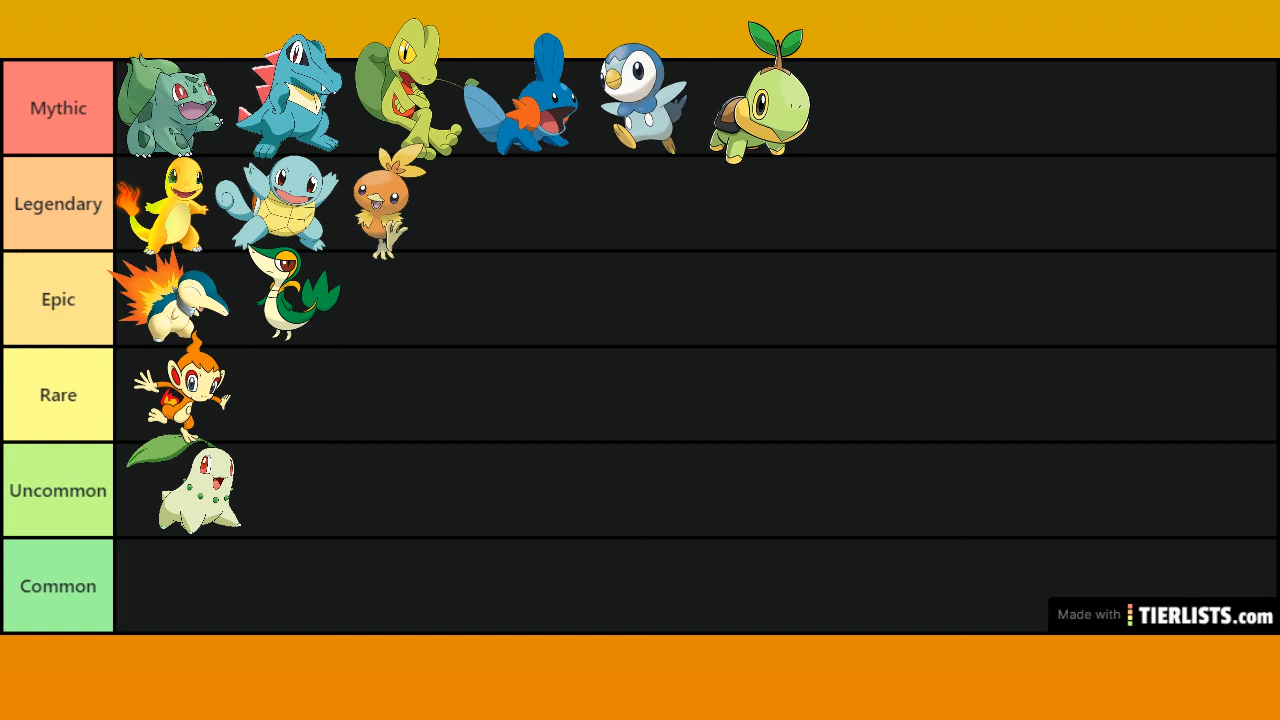 Mythic
Legendary
Epic
Rare
Uncommon
Common
Made with TIERLISTS.com